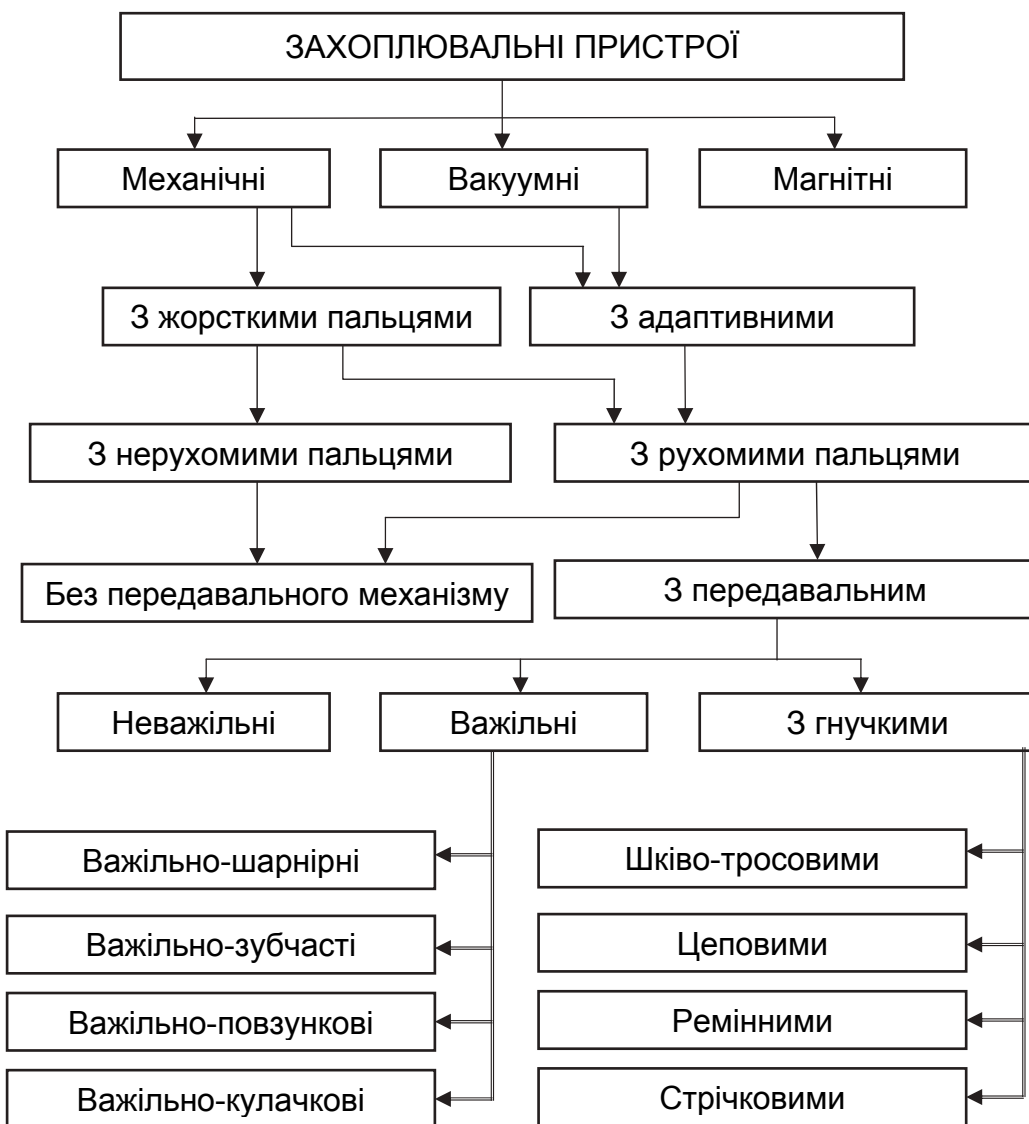 ЗАХОПЛЮВАЛЬНІ ПРИСТРОЇ
Механічні
Вакуумні
Магнітні
З жорсткими пальцями
З адаптивними
З нерухомими пальцями
З рухомими пальцями
Без передавального механізму
З передавальним
Неважільні
Важільні
З гнучкими
Важільно-шарнірні
Шківо-тросовими
Важільно-зубчасті
Цеповими
Важільно-повзункові
Ремінними
Важільно-кулачкові
Стрічковими